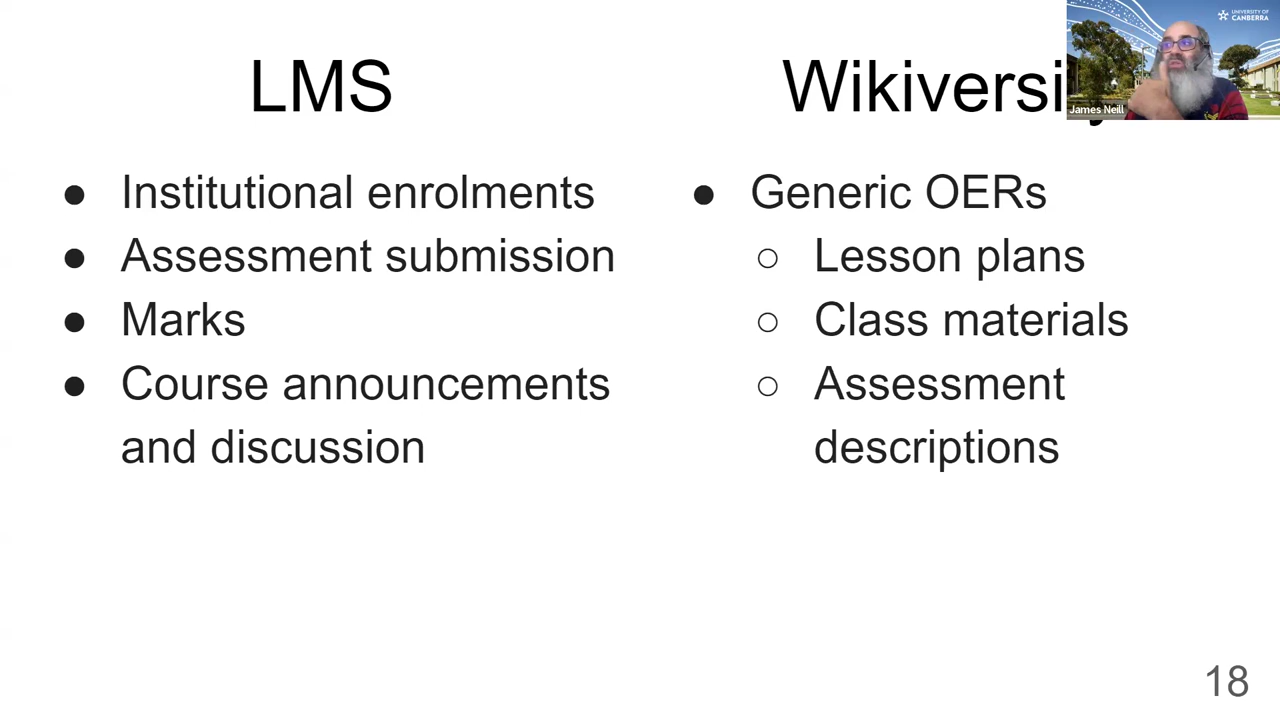 LMS
Institutional enrolments
Assessment submission
Marks
Course announcements
and discussion
Generic OERs
Lesson plans
Class materials
Assessment
descriptions
UNIVERSITY OF
CANBERRA
James Neill
18